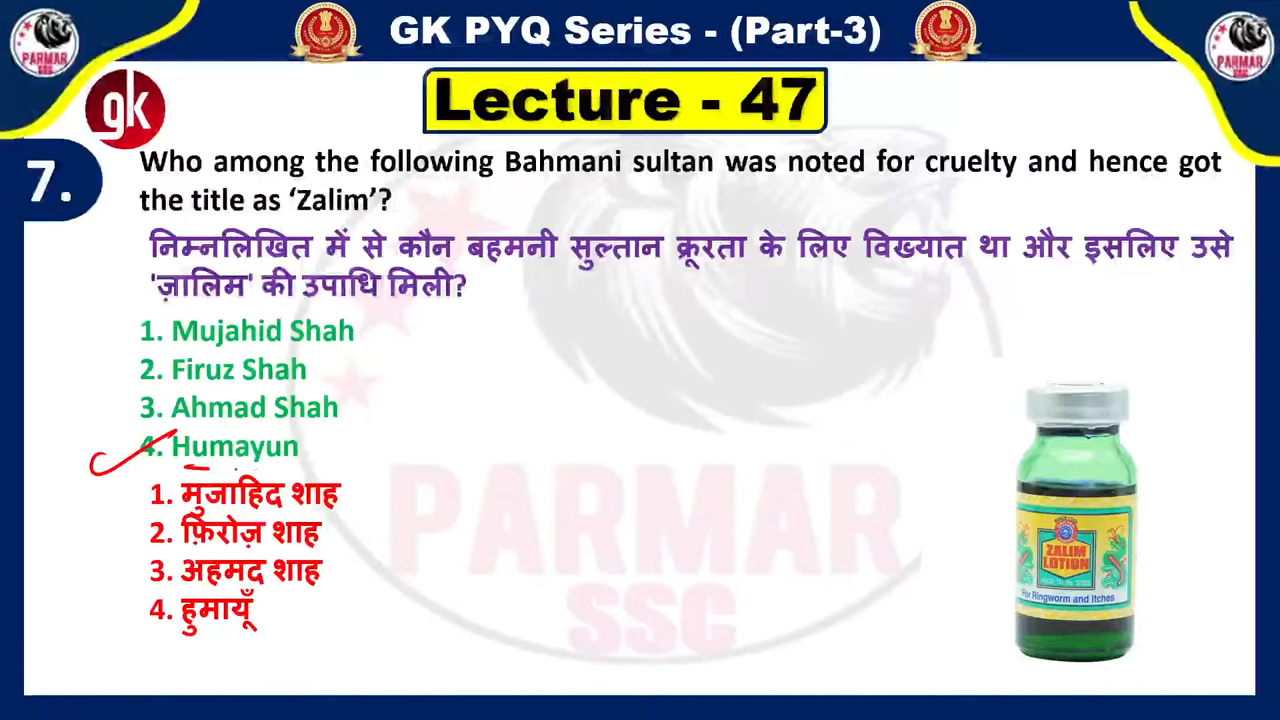 GK PYQ Series - (Part-3)
PARMAR
SSC
PARMAR
SSC
gk
Lecture - 47
7.
Who among the following Bahmani sultan was noted for cruelty and hence got
the title as ‘Zalim’?
निम्नलिखित में से कौन बहमनी सुल्तान क्रूरता के लिए विख्यात था और इसलिए उसे
'ज़ालिम' की उपाधि मिली?
1. Mujahid Shah
2. Firuz Shah
3. Ahmad Shah
4. Humayun
1. मुजाहिद शाह
2. फ़िरोज़ शाह
3. अहमद शाह
4. हुमायूँ
PARMAR
SSC
ZALIM
LOTION
For Ringworm and Itches